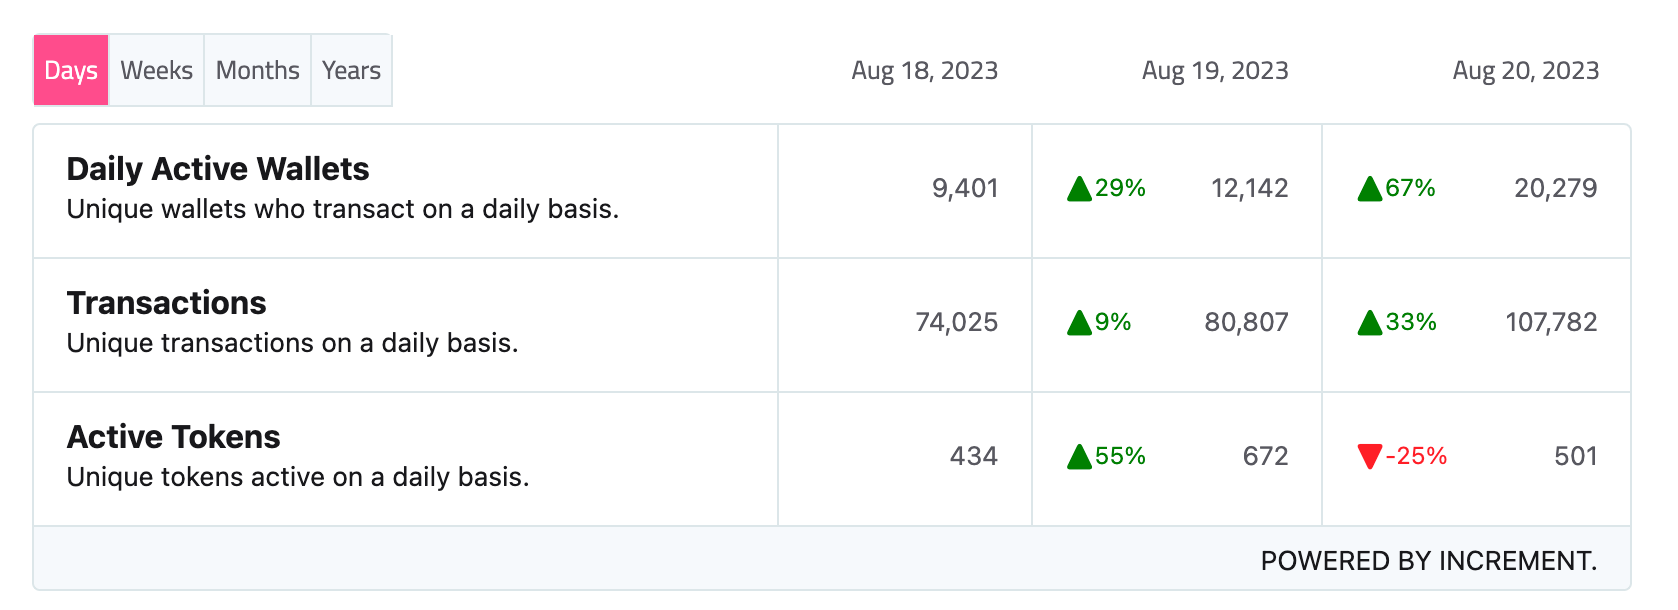 Days Weeks Months Years Aug 18, 2023 Aug 19, 2023 Aug 20, 2023
Daily Active Wallets
Unique wallets who transact on a daily basis.
9,401 ▲29% 12,142 ▲67% 20,279
Transactions
Unique transactions on a daily basis.
74,025 ▲9% 80,807 ▲33% 107,782
Active Tokens
Unique tokens active on a daily basis.
434 ▲55% 672 ▼-25% 501
POWERED BY INCREMENT.